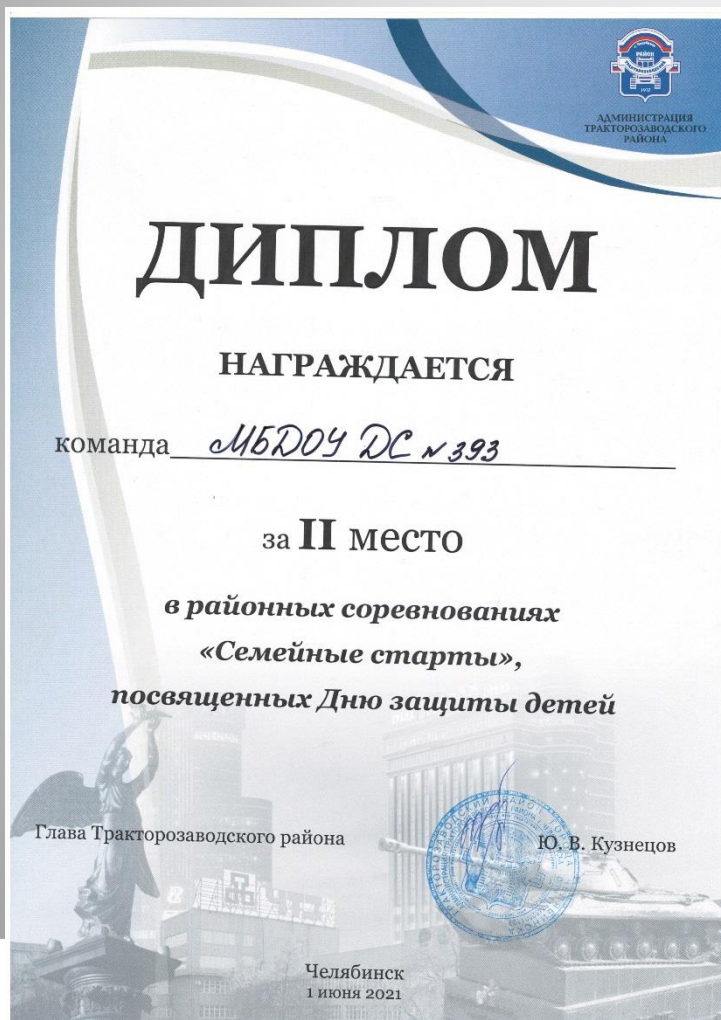 РАЙОН
АДМИНИСТРАЦИЯ
ТРАКТОРОЗАВОДСКОГО
РАЙОНА
ДИПЛОМ
НАГРАЖДАЕТСЯ
команда МБДОУ ДС № 393
за II место
в районных соревнованиях
«Семейные старты»,
посвященных Дню защиты детей
Глава Тракторозаводского района
Ю. В. Кузнецов
Челябинск
1 июня 2021